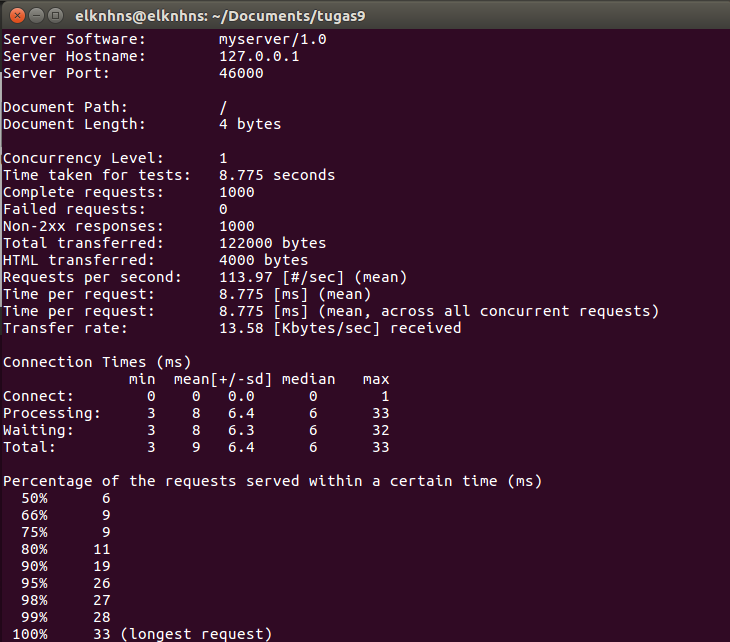 elknhns@elknhns: ~/Documents/tugas9
Server Software:        myserver/1.0
Server Hostname:        127.0.0.1
Server Port:            46000

Document Path:          /
Document Length:        4 bytes

Concurrency Level:      1
Time taken for tests:   8.775 seconds
Complete requests:      1000
Failed requests:        0
Non-2xx responses:      1000
Total transferred:      122000 bytes
HTML transferred:       4000 bytes
Requests per second:    113.97 [#/sec] (mean)
Time per request:       8.775 [ms] (mean)
Time per request:       8.775 [ms] (mean, across all concurrent requests)
Transfer rate:          13.58 [Kbytes/sec] received

Connection Times (ms)
              min  mean[+/-sd] median   max
Connect:        0    0   0.0      0       1
Processing:     3    8   6.4      6      33
Waiting:        3    8   6.3      6      32
Total:          3    9   6.4      6      33

Percentage of the requests served within a certain time (ms)
  50%      6
  66%      9
  75%      9
  80%     11
  90%     19
  95%     26
  98%     27
  99%     28
 100%     33 (longest request)